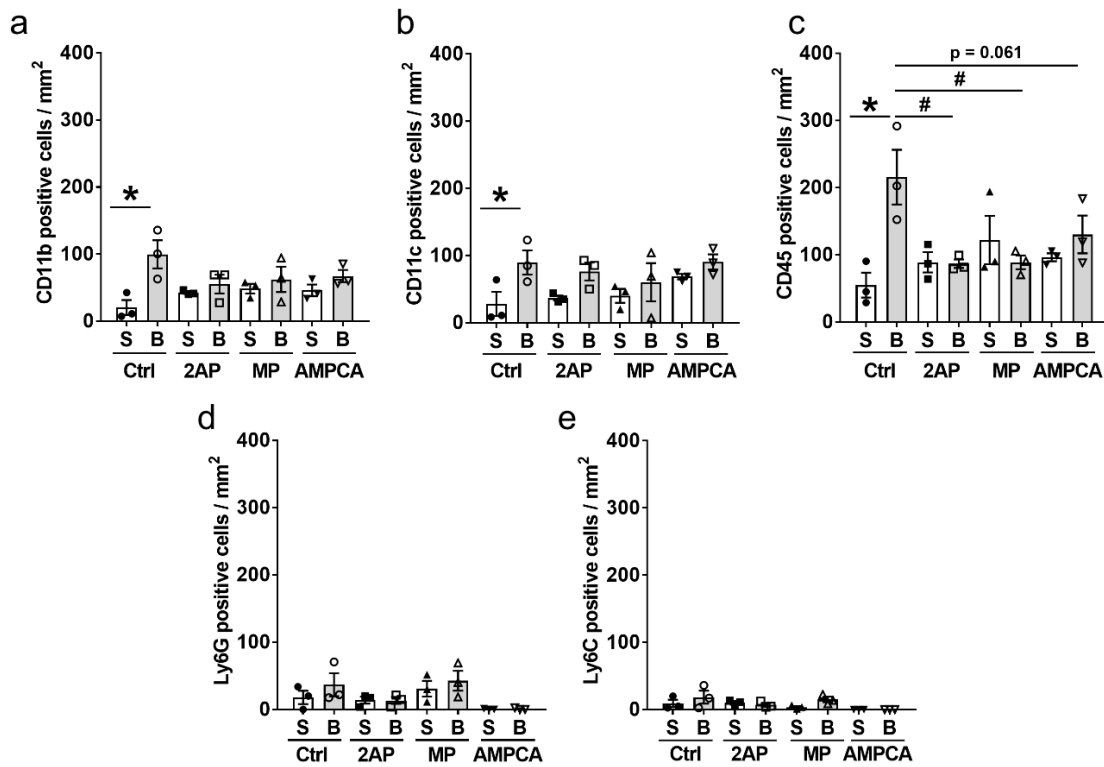 a
CD11b positive cells / mm²
400
300
200
100
0
*
S B S B S B S B
Ctrl 2AP MP AMPCA
b
CD11c positive cells / mm²
400
300
200
100
0
*
S B S B S B S B
Ctrl 2AP MP AMPCA
c
CD45 positive cells / mm²
400
300
200
100
0
p = 0.061
#
* #
S B S B S B S B
Ctrl 2AP MP AMPCA
d
Ly6G positive cells / mm²
400
300
200
100
0
S B S B S B S B
Ctrl 2AP MP AMPCA
e
Ly6C positive cells / mm²
400
300
200
100
0
S B S B S B S B
Ctrl 2AP MP AMPCA